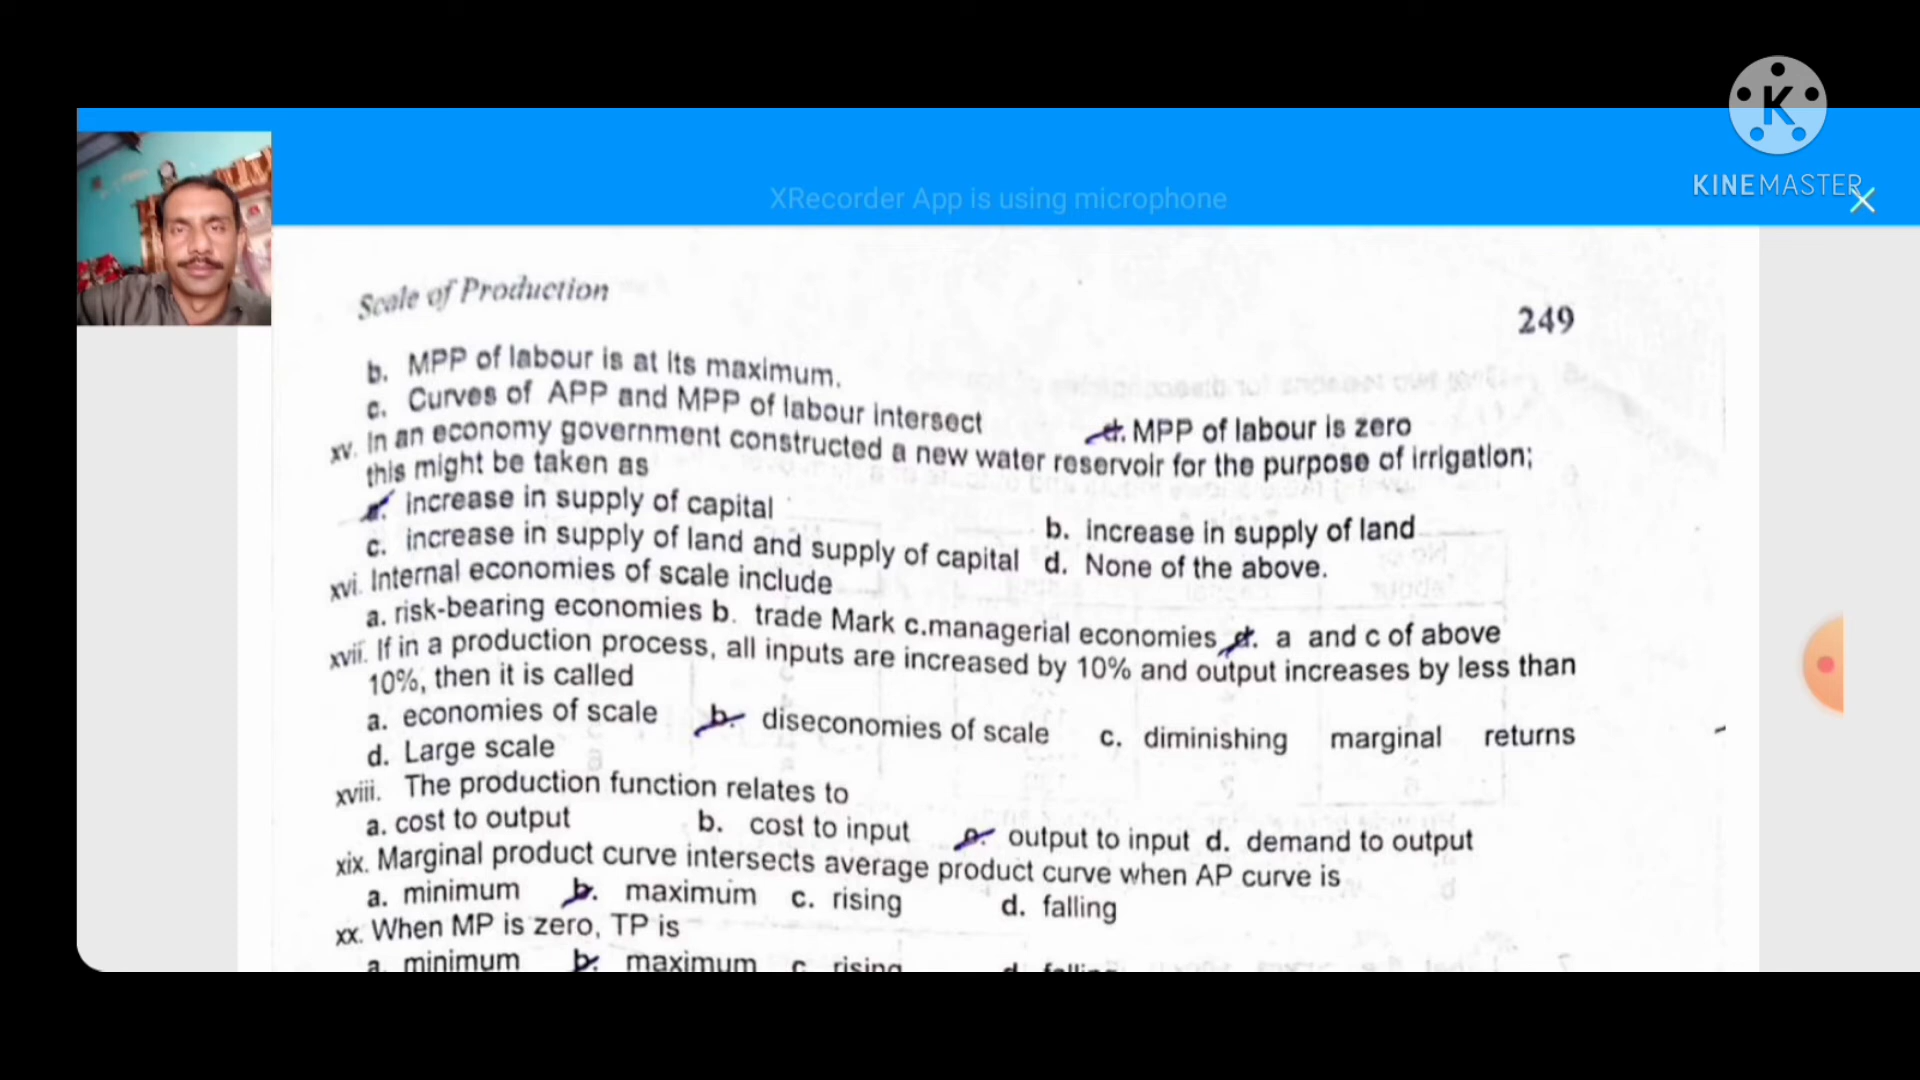 KINEMASTER
XRecorder App is using microphone
Scale of Production
249
b. MPP of labour is at its maximum.
c. Curves of APP and MPP of labour intersect d. MPP of labour is zero
xv. In an economy government constructed a new water reservoir for the purpose of irrigation;
this might be taken as
a. increase in supply of capital b. increase in supply of land
c. increase in supply of land and supply of capital d. None of the above.
xvi. Internal economies of scale include
a. risk-bearing economies b. trade Mark c.managerial economies d. a and c of above
xvii. If in a production process, all inputs are increased by 10% and output increases by less than
10%, then it is called
a. economies of scale b. diseconomies of scale c. diminishing marginal returns
d. Large scale
xviii. The production function relates to
a. cost to output b. cost to input c. output to input d. demand to output
xix. Marginal product curve intersects average product curve when AP curve is
a. minimum b. maximum c. rising d. falling
xx. When MP is zero, TP is
a. minimum b. maximum c. rising d. falling